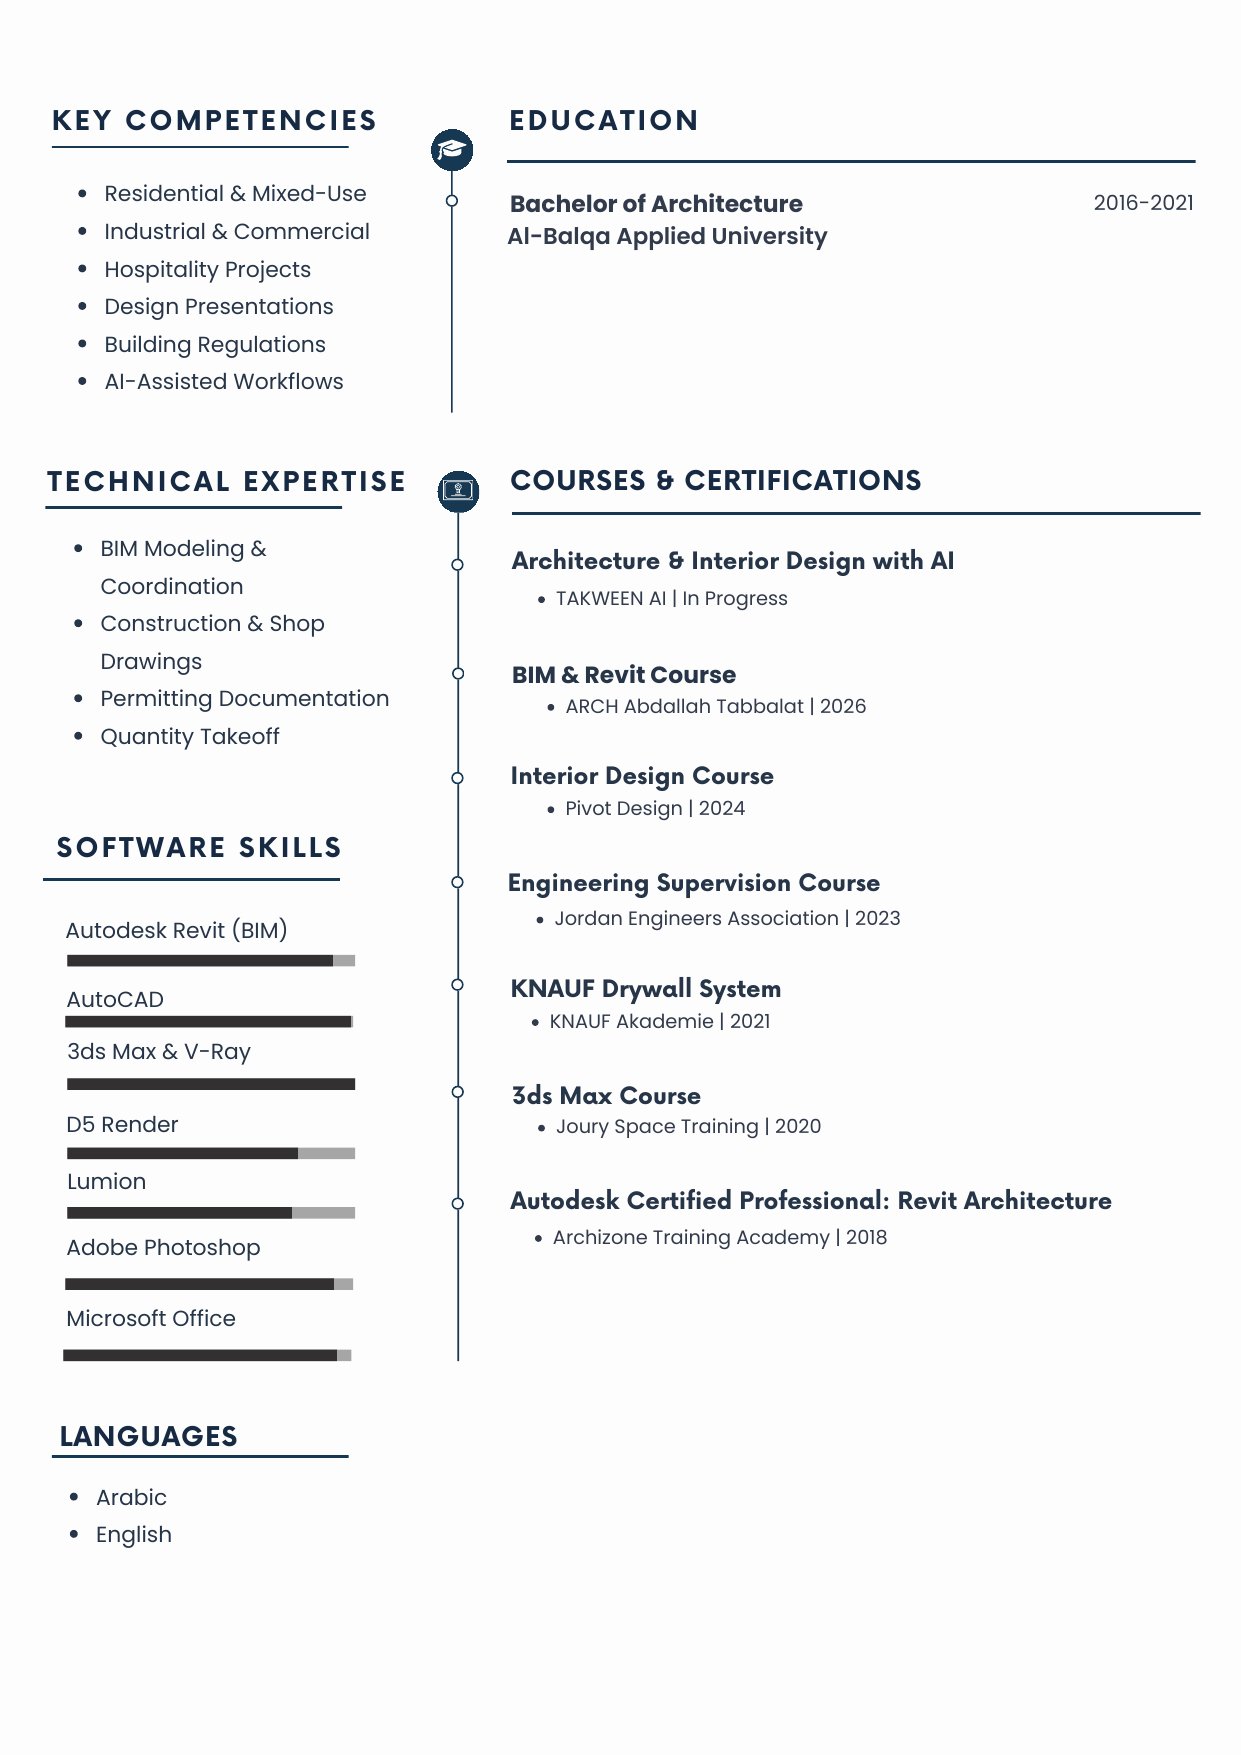 KEY COMPETENCIES
• Residential & Mixed-Use
• Industrial & Commercial
• Hospitality Projects
• Design Presentations
• Building Regulations
• AI-Assisted Workflows
TECHNICAL EXPERTISE
• BIM Modeling &
Coordination
• Construction & Shop
Drawings
• Permitting Documentation
• Quantity Takeoff
SOFTWARE SKILLS
Autodesk Revit (BIM)
AutoCAD
3ds Max & V-Ray
D5 Render
Lumion
Adobe Photoshop
Microsoft Office
LANGUAGES
• Arabic
• English
EDUCATION
Bachelor of Architecture 2016-2021
Al-Balqa Applied University
COURSES & CERTIFICATIONS
Architecture & Interior Design with AI
• TAKWEEN AI | In Progress
BIM & Revit Course
• ARCH Abdallah Tabbalat | 2026
Interior Design Course
• Pivot Design | 2024
Engineering Supervision Course
• Jordan Engineers Association | 2023
KNAUF Drywall System
• KNAUF Akademie | 2021
3ds Max Course
• Joury Space Training | 2020
Autodesk Certified Professional: Revit Architecture
• Archizone Training Academy | 2018